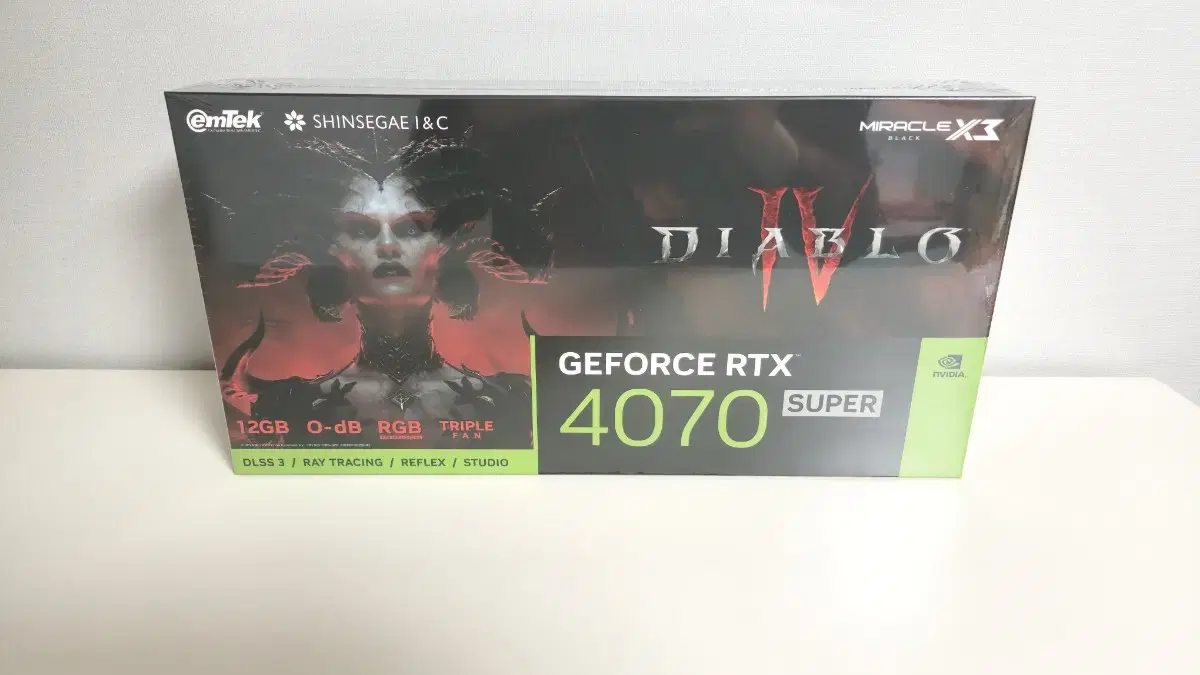 emTek
SHINSEGAE I&C
MIRACLE X3
BLACK
DIABLO
IV
GEFORCE RTX™
4070 SUPER
NVIDIA.
12GB O-dB RGB TRIPLE
FAN
DLSS 3 / RAY TRACING / REFLEX / STUDIO